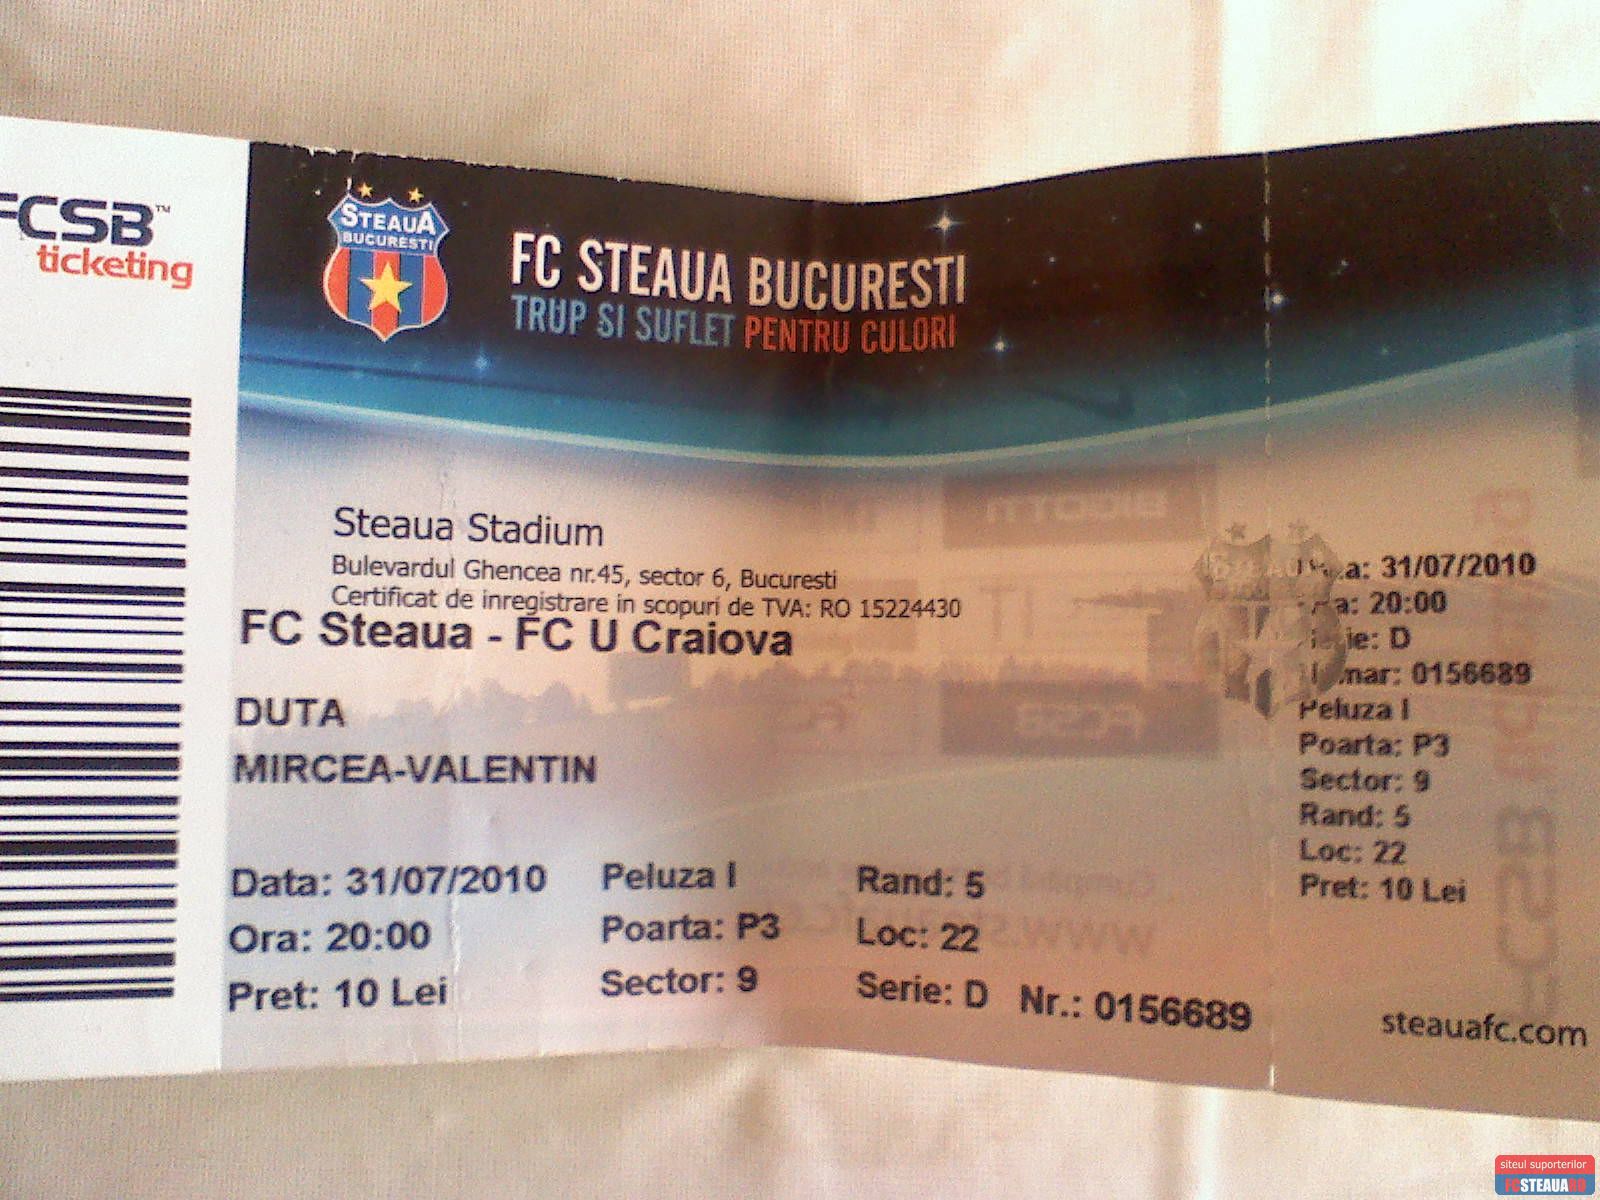 FCSB™
ticketing
STEAUA
BUCURESTI
FC STEAUA BUCURESTI
TRUP SI SUFLET PENTRU CULORI
Steaua Stadium
Bulevardul Ghencea nr.45, sector 6, Bucuresti
Certificat de inregistrare in scopuri de TVA: RO 15224430
FC Steaua - FC U Craiova
DUTA
MIRCEA-VALENTIN
Data: 31/07/2010
Ora: 20:00
Pret: 10 Lei
Peluza I
Poarta: P3
Sector: 9
Rand: 5
Loc: 22
Serie: D Nr.: 0156689
31/07/2010
20:00
D
0156689
Peluza I
Poarta: P3
Sector: 9
Rand: 5
Loc: 22
Pret: 10 Lei
steauafc.com
siteul suporterilor
FCSTEAUARO